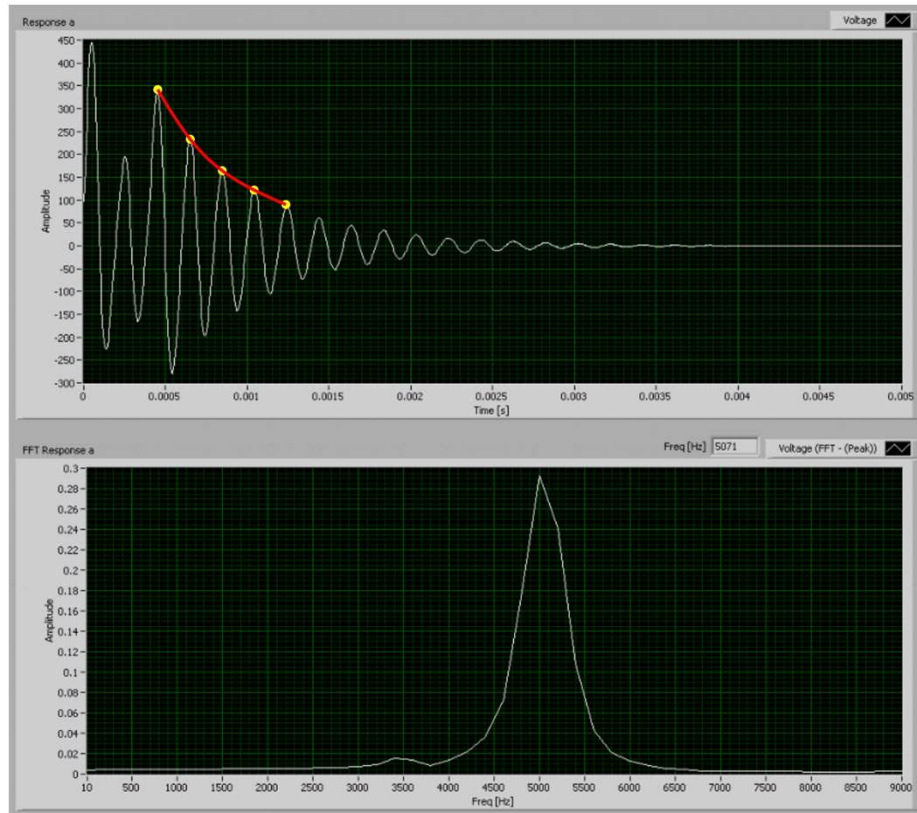 Response a
Voltage
450
400
350
300
250
200
150
100
50
0
-50
-100
-150
-200
-250
-300
Amplitude
0 0.0005 0.001 0.0015 0.002 0.0025 0.003 0.0035 0.004 0.0045 0.005
Time [s]
FFT Response a
Freq [Hz] 5071
Voltage (FFT - (Peak))
0.3
0.28
0.26
0.24
0.22
0.2
0.18
0.16
0.14
0.12
0.1
0.08
0.06
0.04
0.02
0
Amplitude
10 500 1000 1500 2000 2500 3000 3500 4000 4500 5000 5500 6000 6500 7000 7500 8000 8500 9000
Freq [Hz]